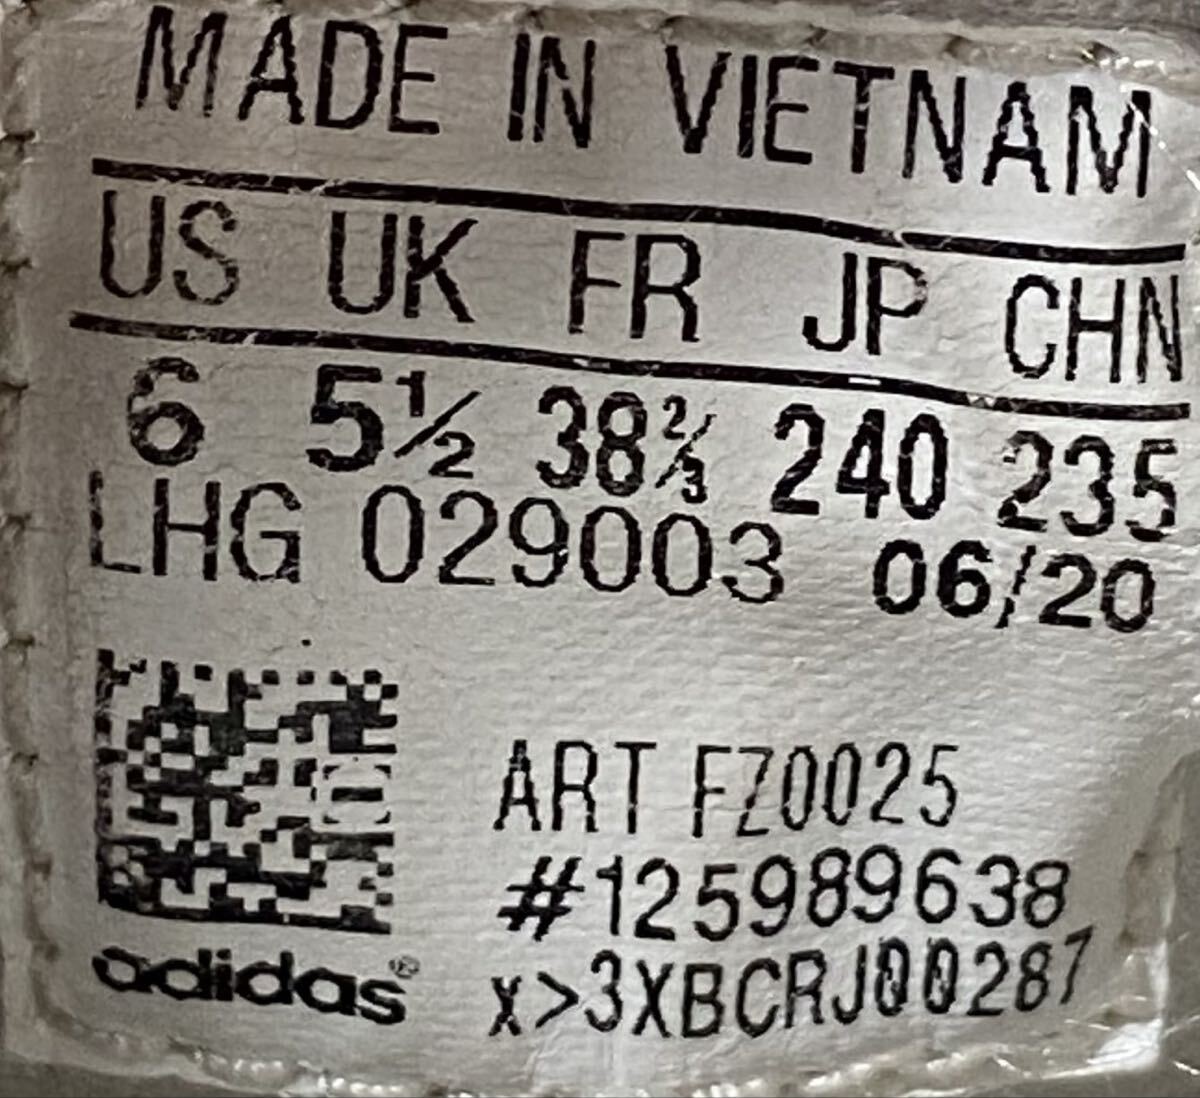 MADE IN VIETNAM
US UK FR JP CHN
6 5½ 38⅔ 240 235
LHG 029003 06/20
ART FZ0025
#125989638
x>3XBCRJ00287
adidas®